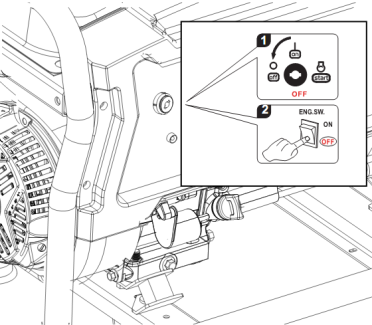 1
on
off
start
OFF
2
ENG.SW.
ON
OFF